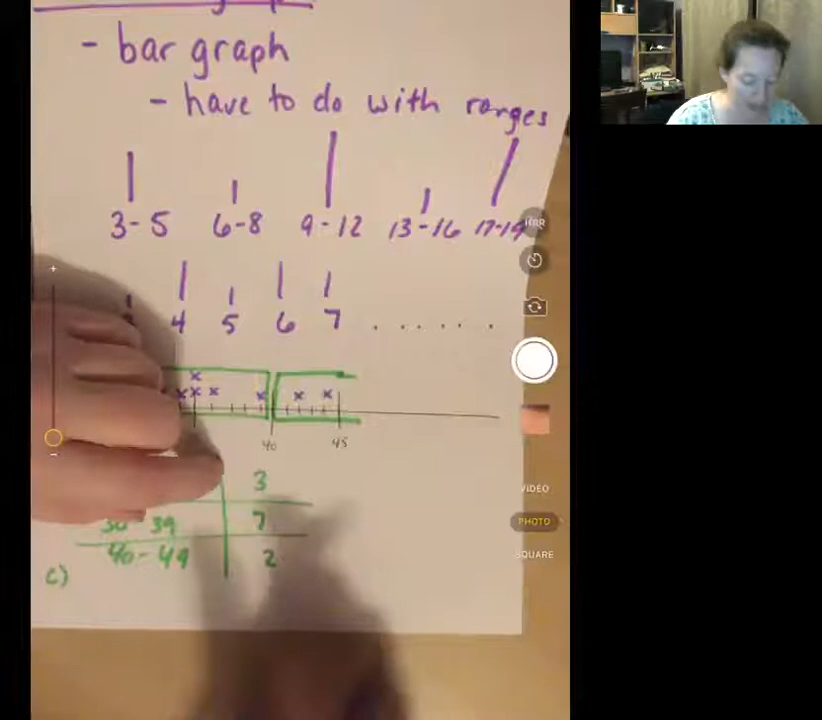 - bar graph
- have to do with ranges
3-5 6-8 9-12 13-16 17-19
4 5 6 7 . . . . . .
x
x x x x x x
40 45
3
30-39 7
40-49 2
c)
HRR
VIDEO
PHOTO
SQUARE